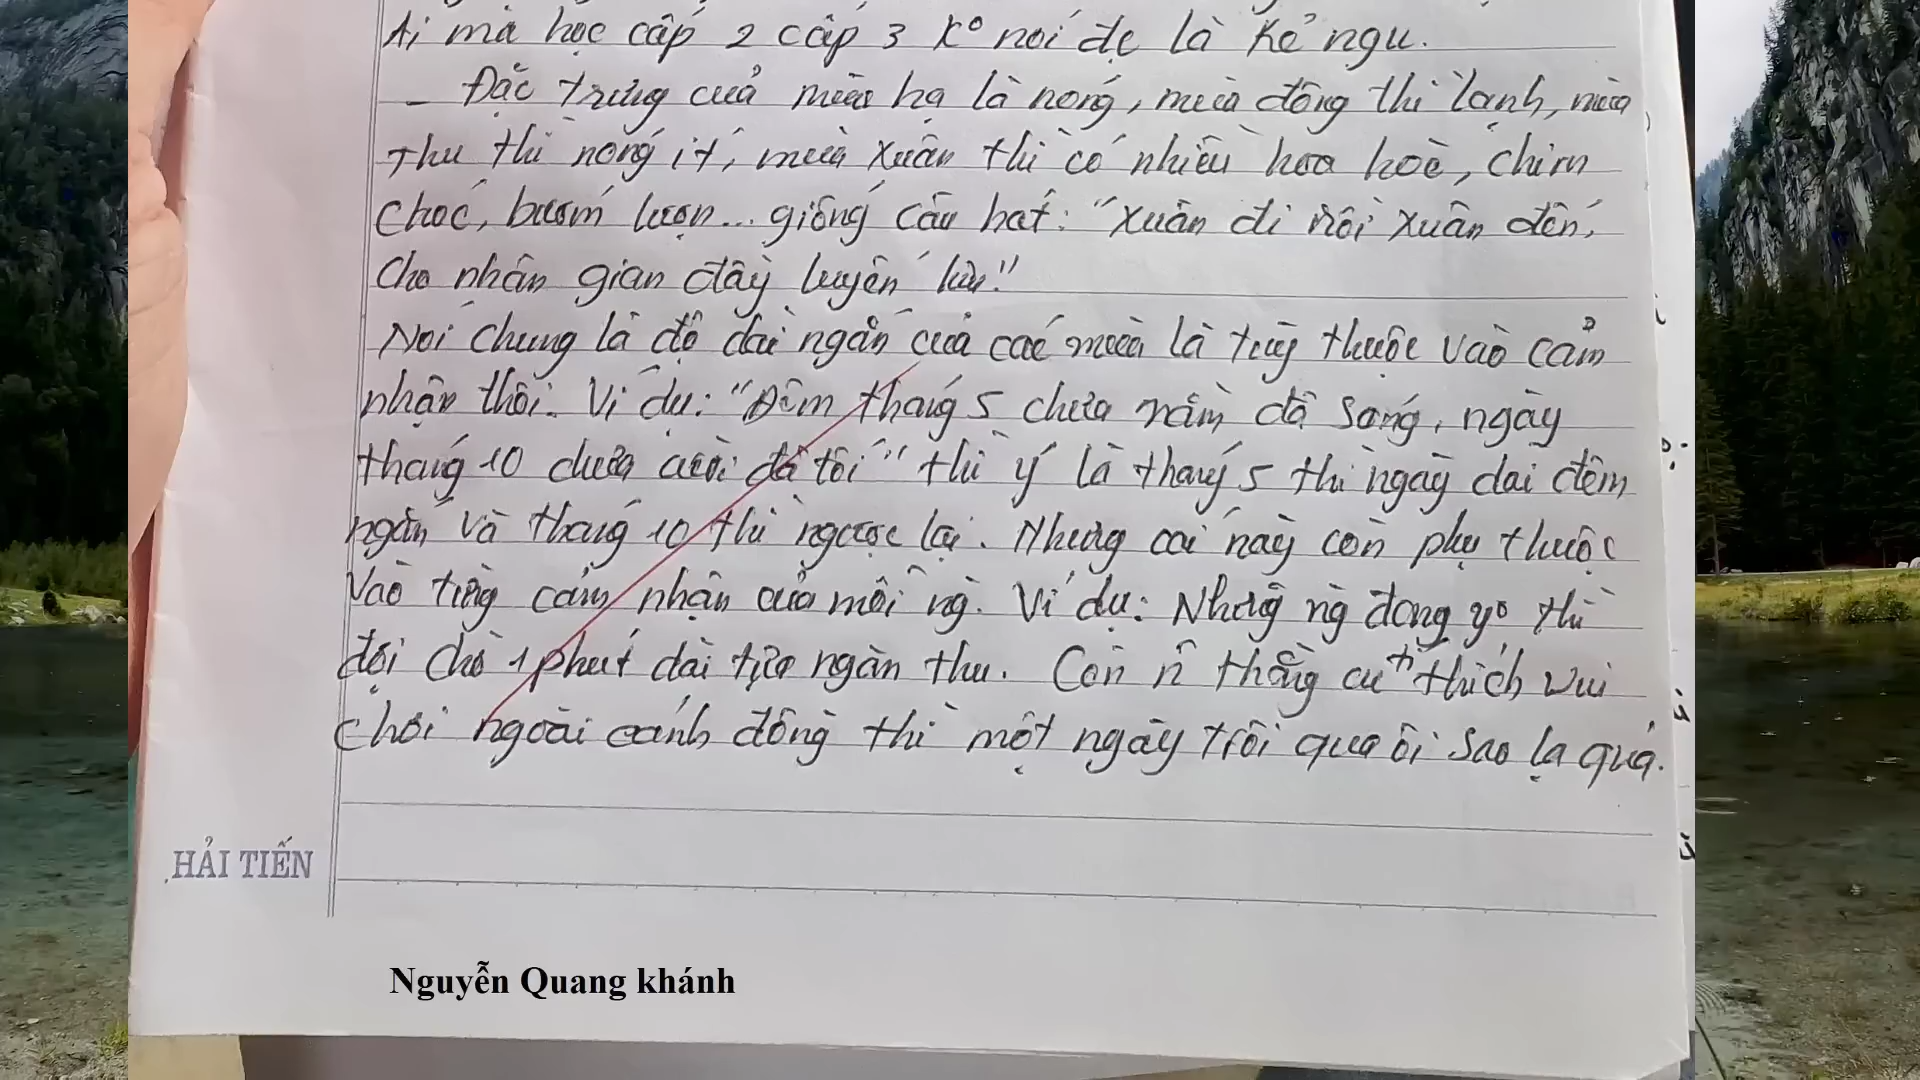 Ai mà học cấp 2 cấp 3 ko nói đc là kẻ ngu.
- Đặc trưng của mùa hạ là nóng, mùa đông thì lạnh, mùa
thu thì nóng ít, mùa xuân thì có nhiều hoa hoè, chim
chóc, bướm lượn... giống câu hát: "Xuân đi rồi xuân đến,
cho nhân gian đầy luyến lưu!"
Nói chung là độ dài ngắn của các mùa là tùy thuộc vào cảm
nhận thôi. Ví dụ: "Đêm tháng 5 chưa nằm đã sáng, ngày
tháng 10 chưa cười đã tối" thì ý là tháng 5 thì ngày dài đêm
ngắn và tháng 10 thì ngược lại. Nhưng cái này còn phụ thuộc
vào từng cảm nhận của mỗi ng. Ví dụ: Những ng đang yo thì
đợi chờ 1 phút dài tựa ngàn thu. Còn n~ thằng cu thích vui
chơi ngoài cánh đồng thì một ngày trôi qua ôi sao lạ quá.
HẢI TIẾN
Nguyễn Quang khánh